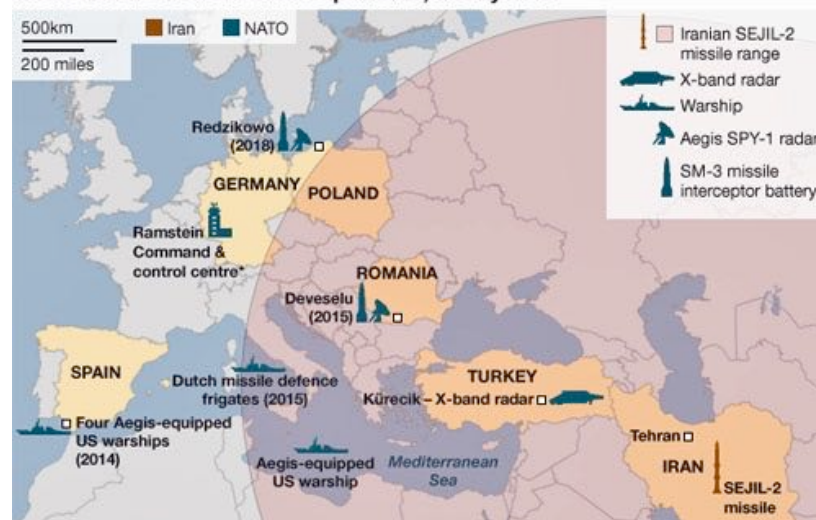 500km
200 miles
Iran
NATO
Iranian SEJIL-2
missile range
X-band radar
Warship
Aegis SPY-1 radar
SM-3 missile
interceptor battery
Redzikowo
(2018)
GERMANY
POLAND
Ramstein
Command &
control centre*
ROMANIA
Deveselu
(2015)
SPAIN
Dutch missile defence
frigates (2015)
TURKEY
Kürecik – X-band radar
Four Aegis-equipped
US warships
(2014)
Tehran
Aegis-equipped
US warship
Mediterranean
Sea
IRAN
SEJIL-2
missile